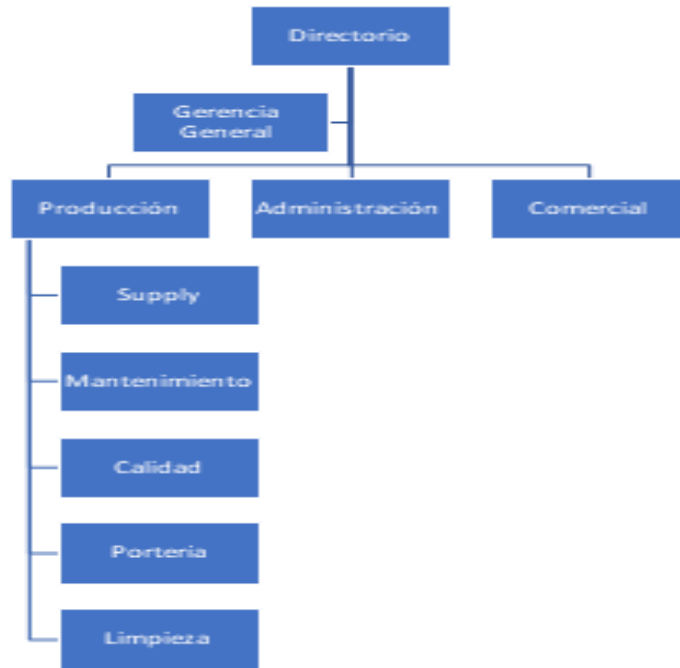 Directorio
Gerencia
General
Producción
Administración
Comercial
Supply
Mantenimiento
Calidad
Porteria
Limpieza